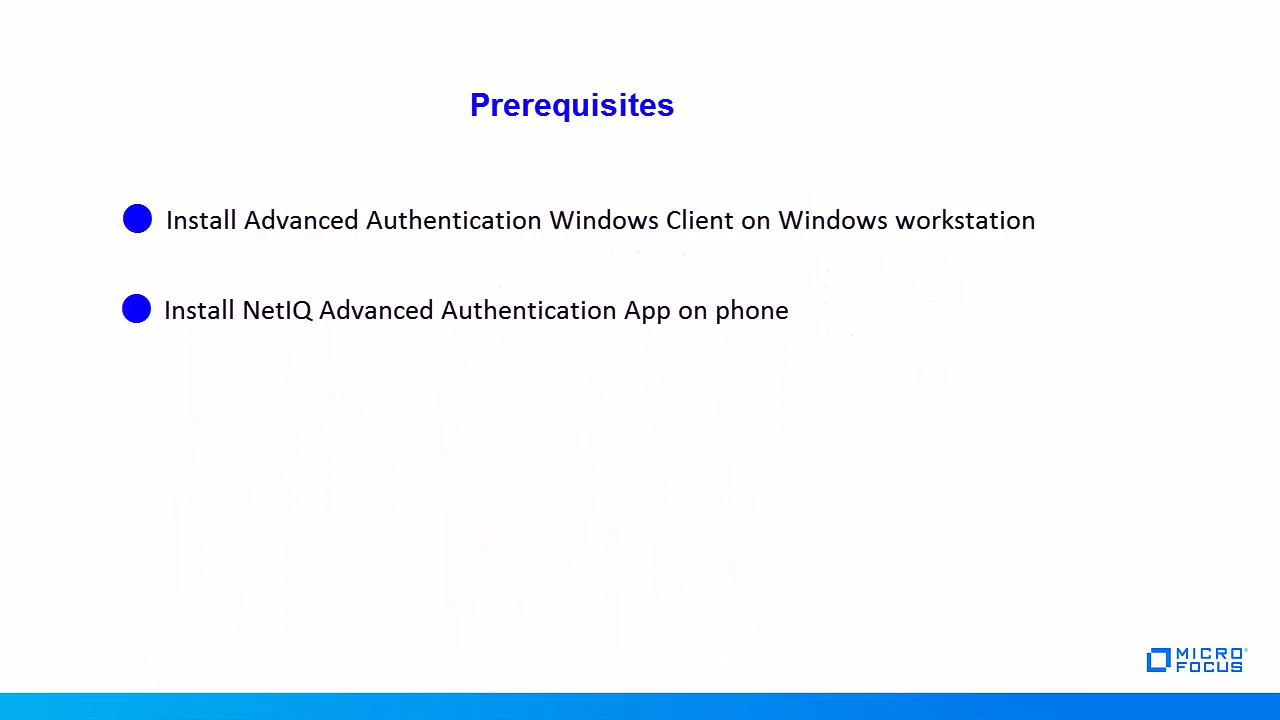 Prerequisites
Install Advanced Authentication Windows Client on Windows workstation
Install NetIQ Advanced Authentication App on phone
MICRO
FOCUS